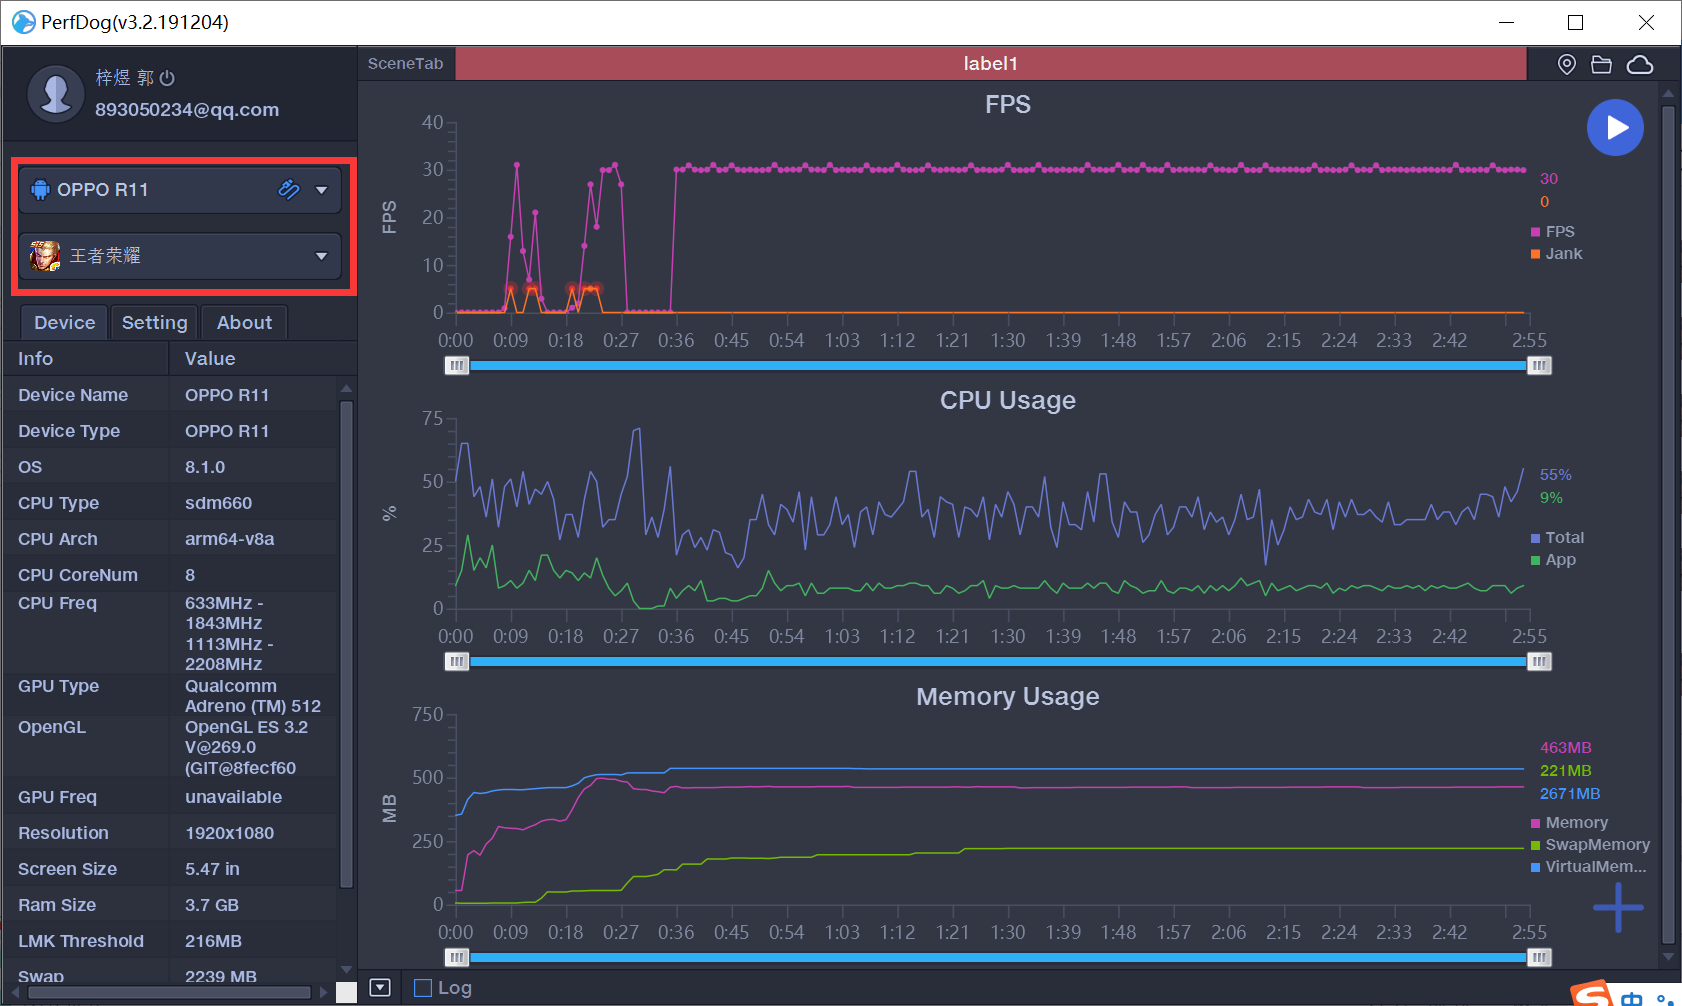 PerfDog(v3.2.191204)
梓煜 郭
893050234@qq.com
OPPO R11
王者荣耀
Device Setting About
Info Value
Device Name OPPO R11
Device Type OPPO R11
OS 8.1.0
CPU Type sdm660
CPU Arch arm64-v8a
CPU CoreNum 8
CPU Freq 633MHz -
1843MHz
1113MHz -
2208MHz
GPU Type Qualcomm
Adreno (TM) 512
OpenGL OpenGL ES 3.2
V@269.0
(GIT@8fecf60
GPU Freq unavailable
Resolution 1920x1080
Screen Size 5.47 in
Ram Size 3.7 GB
LMK Threshold 216MB
Swap 2239 MB
SceneTab label1
FPS
40
30
20
10
0
FPS
0:00 0:09 0:18 0:27 0:36 0:45 0:54 1:03 1:12 1:21 1:30 1:39 1:48 1:57 2:06 2:15 2:24 2:33 2:42 2:55
30
0
FPS
Jank
CPU Usage
75
50
25
0
%
0:00 0:09 0:18 0:27 0:36 0:45 0:54 1:03 1:12 1:21 1:30 1:39 1:48 1:57 2:06 2:15 2:24 2:33 2:42 2:55
55%
9%
Total
App
Memory Usage
750
500
250
0
MB
0:00 0:09 0:18 0:27 0:36 0:45 0:54 1:03 1:12 1:21 1:30 1:39 1:48 1:57 2:06 2:15 2:24 2:33 2:42 2:55
463MB
221MB
2671MB
Memory
SwapMemory
VirtualMem...
Log
中